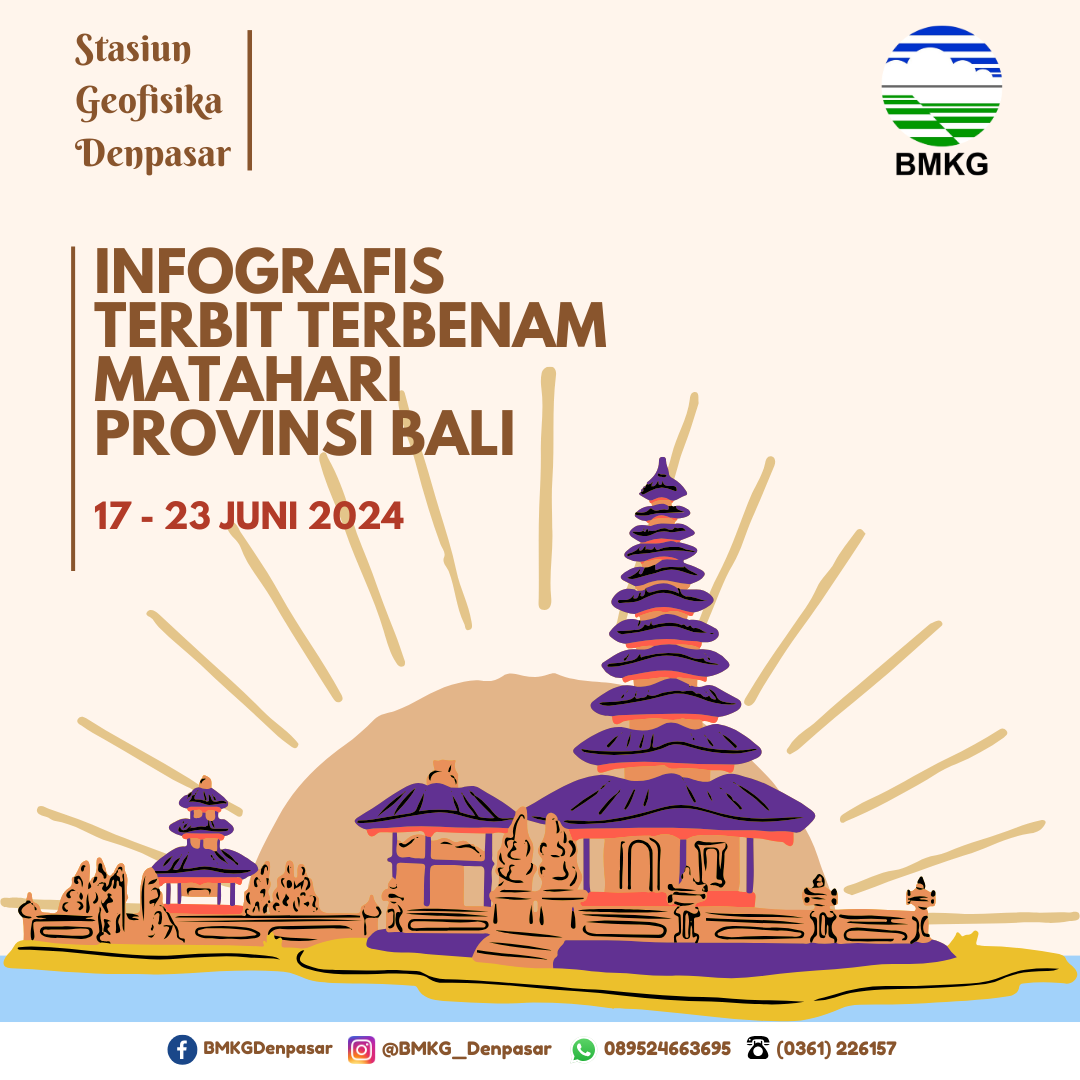 Stasiun
Geofisika
Denpasar
BMKG
INFOGRAFIS
TERBIT TERBENAM
MATAHARI
PROVINSI BALI
17 - 23 JUNI 2024
BMKGDenpasar @BMKG_Denpasar 089524663695 (0361) 226157